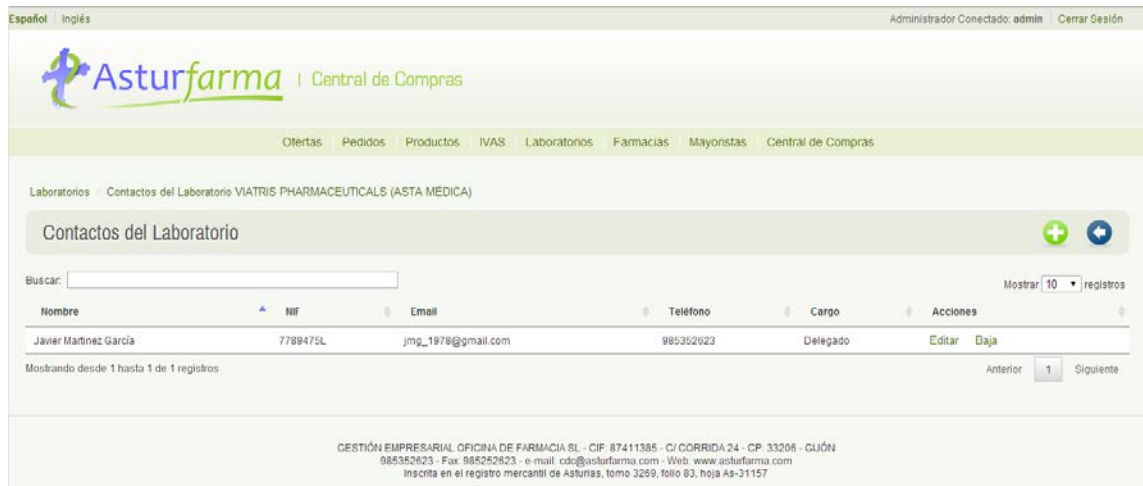 Español Inglés Administrador Conectado: admin Cerrar Sesión
Asturfarma | Central de Compras
Ofertas Pedidos Productos IVAS Laboratorios Farmacias Mayoristas Central de Compras
Laboratorios Contactos del Laboratorio VIATRIS PHARMACEUTICALS (ASTA MEDICA)
Contactos del Laboratorio
Buscar: Mostrar 10 registros
Nombre NIF Email Teléfono Cargo Acciones
Javier Martinez García 7789475L jmg_1978@gmail.com 985352623 Delegado Editar Baja
Mostrando desde 1 hasta 1 de 1 registros Anterior 1 Siguiente
GESTIÓN EMPRESARIAL OFICINA DE FARMACIA SL - CIF: 87411385 - C/ CORRIDA 24 - CP: 33206 - GIJÓN
985352623 - Fax: 985252623 - e-mail: cdc@asturfarma.com - Web: www.asturfarma.com
Inscrita en el registro mercantil de Asturias, tomo 3269, folio 83, hoja As-31157